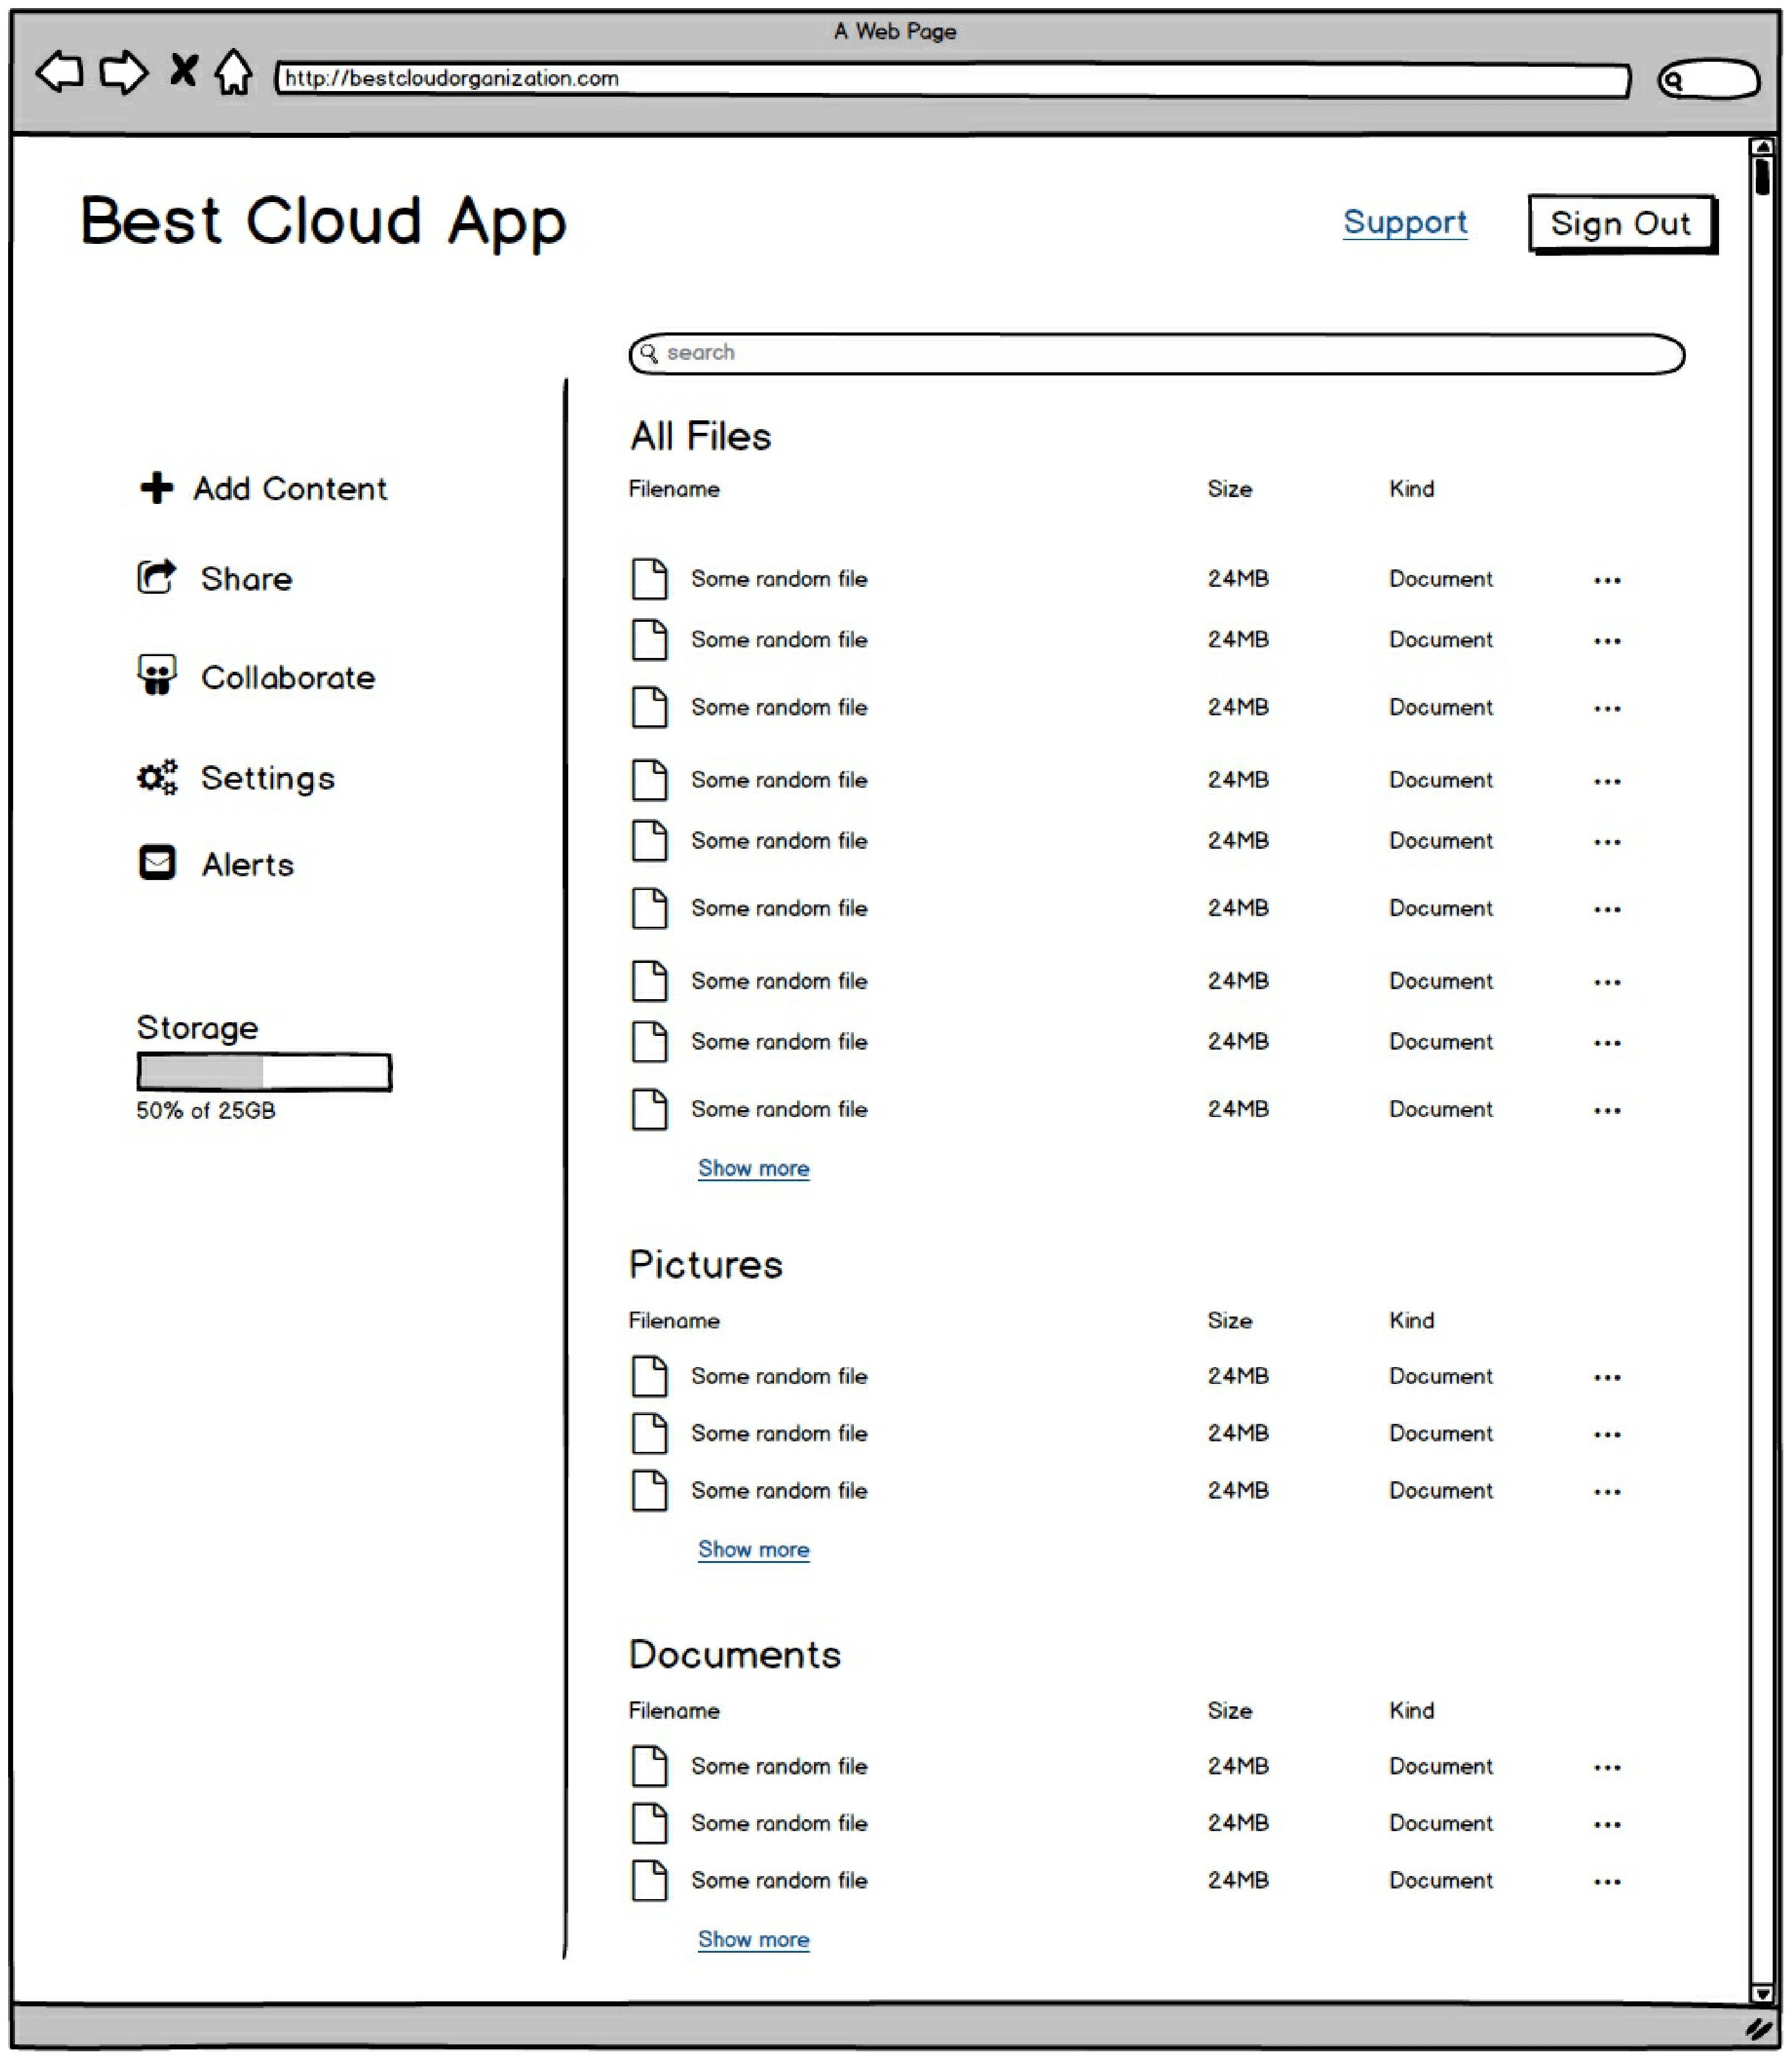 A Web Page
http://bestcloudorganization.com
Best Cloud App
Support
Sign Out
search
Add Content
Share
Collaborate
Settings
Alerts
Storage
50% of 25GB
All Files
Filename Size Kind
Some random file 24MB Document ...
Some random file 24MB Document ...
Some random file 24MB Document ...
Some random file 24MB Document ...
Some random file 24MB Document ...
Some random file 24MB Document ...
Some random file 24MB Document ...
Some random file 24MB Document ...
Some random file 24MB Document ...
Show more
Pictures
Filename Size Kind
Some random file 24MB Document ...
Some random file 24MB Document ...
Some random file 24MB Document ...
Show more
Documents
Filename Size Kind
Some random file 24MB Document ...
Some random file 24MB Document ...
Some random file 24MB Document ...
Show more